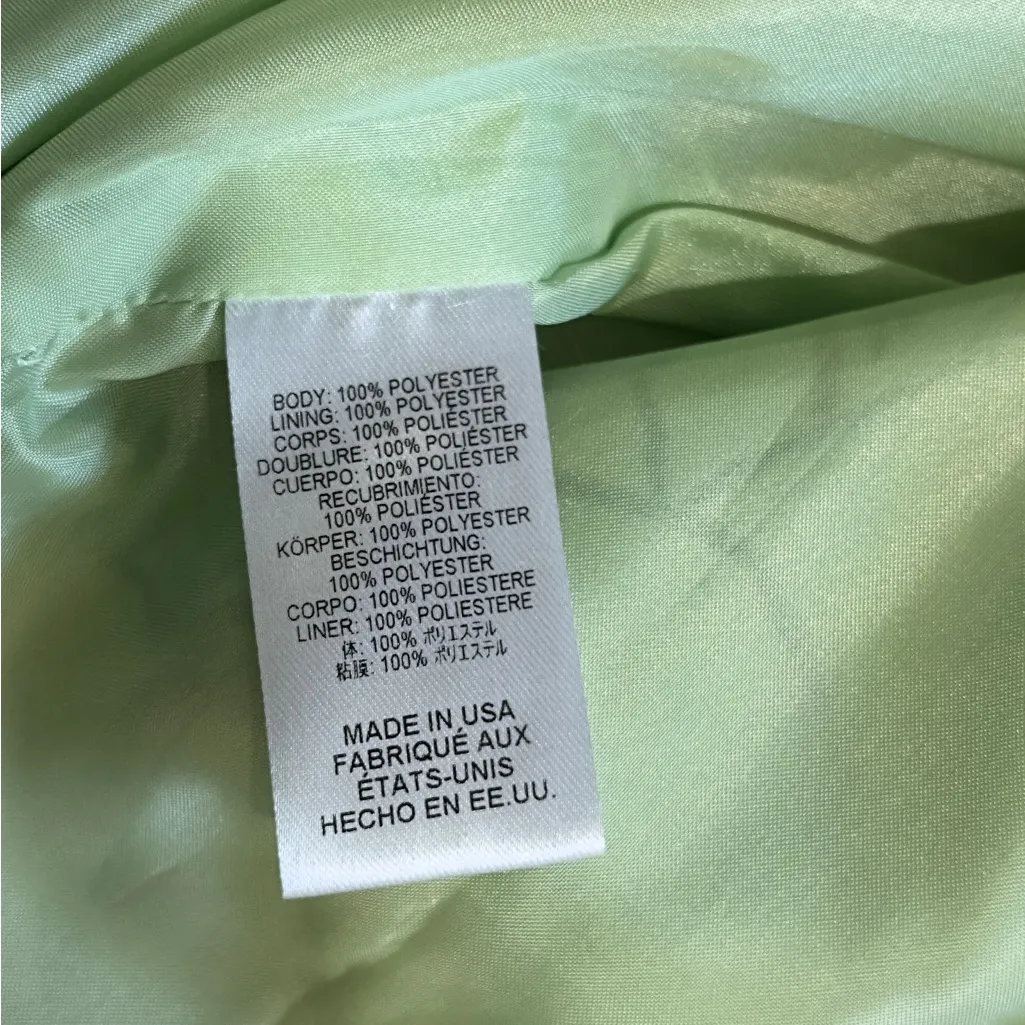 BODY: 100% POLYESTER
LINING: 100% POLYESTER
CORPS: 100% POLIÉSTER
DOUBLURE: 100% POLIÉSTER
CUERPO: 100% POLIÉSTER
RECUBRIMIENTO:
100% POLIÉSTER
KÖRPER: 100% POLYESTER
BESCHICHTUNG:
100% POLYESTER
CORPO: 100% POLIESTERE
LINER: 100% POLIESTERE
体: 100% ポリエステル
粘膜: 100% ポリエステル
MADE IN USA
FABRIQUÉ AUX
ÉTATS-UNIS
HECHO EN EE.UU.